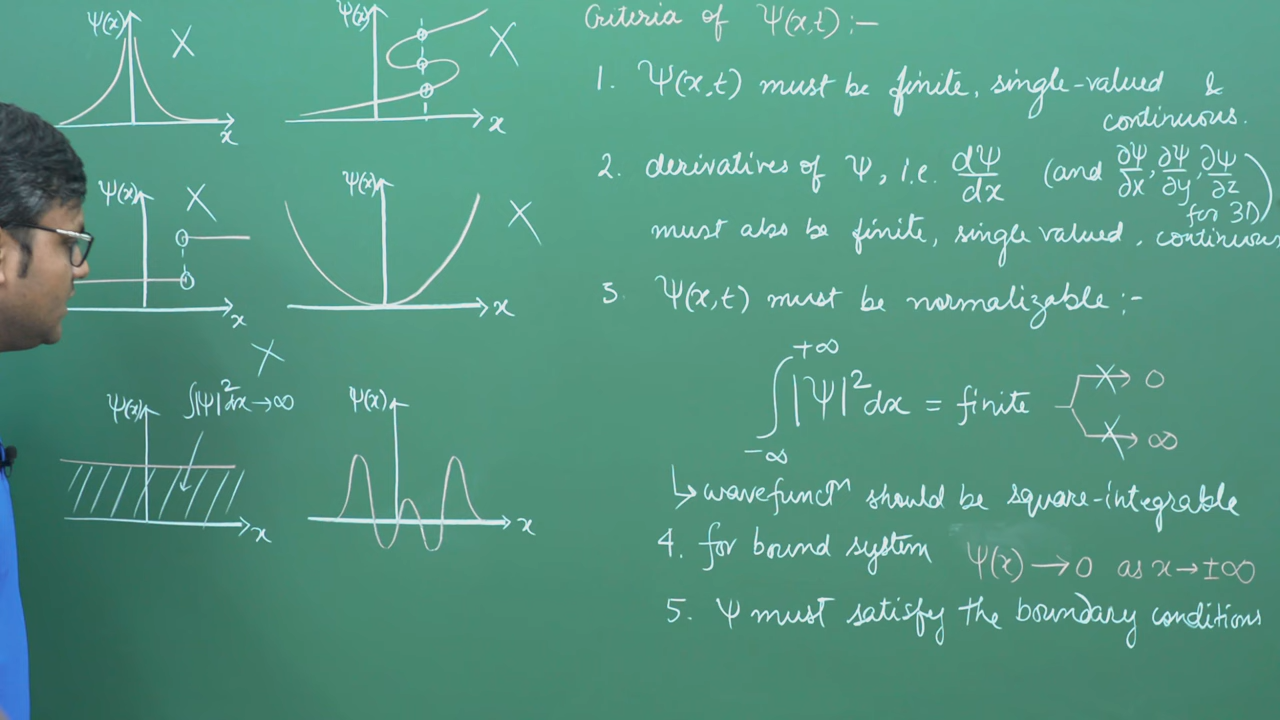 Ψ(x) X
x
Ψ(x) X
x
Ψ(x) X
x
Ψ(x) X
x
X
Ψ(x) ∫|Ψ|²dx→∞
x
Ψ(x)
x
Criteria of Ψ(x,t) :-
1. Ψ(x,t) must be finite, single-valued &
continuous.
2. derivatives of Ψ, i.e. dΨ/dx (and ∂Ψ/∂x, ∂Ψ/∂y, ∂Ψ/∂z
for 3D)
must also be finite, single valued, continuous
3. Ψ(x,t) must be normalizable :-
∫_{-∞}^{+∞} |Ψ|² dx = finite X→ 0
X→ ∞
↳ wavefunctⁿ should be square-integrable
4. for bound system Ψ(x) → 0 as x→±∞
5. Ψ must satisfy the boundary conditions